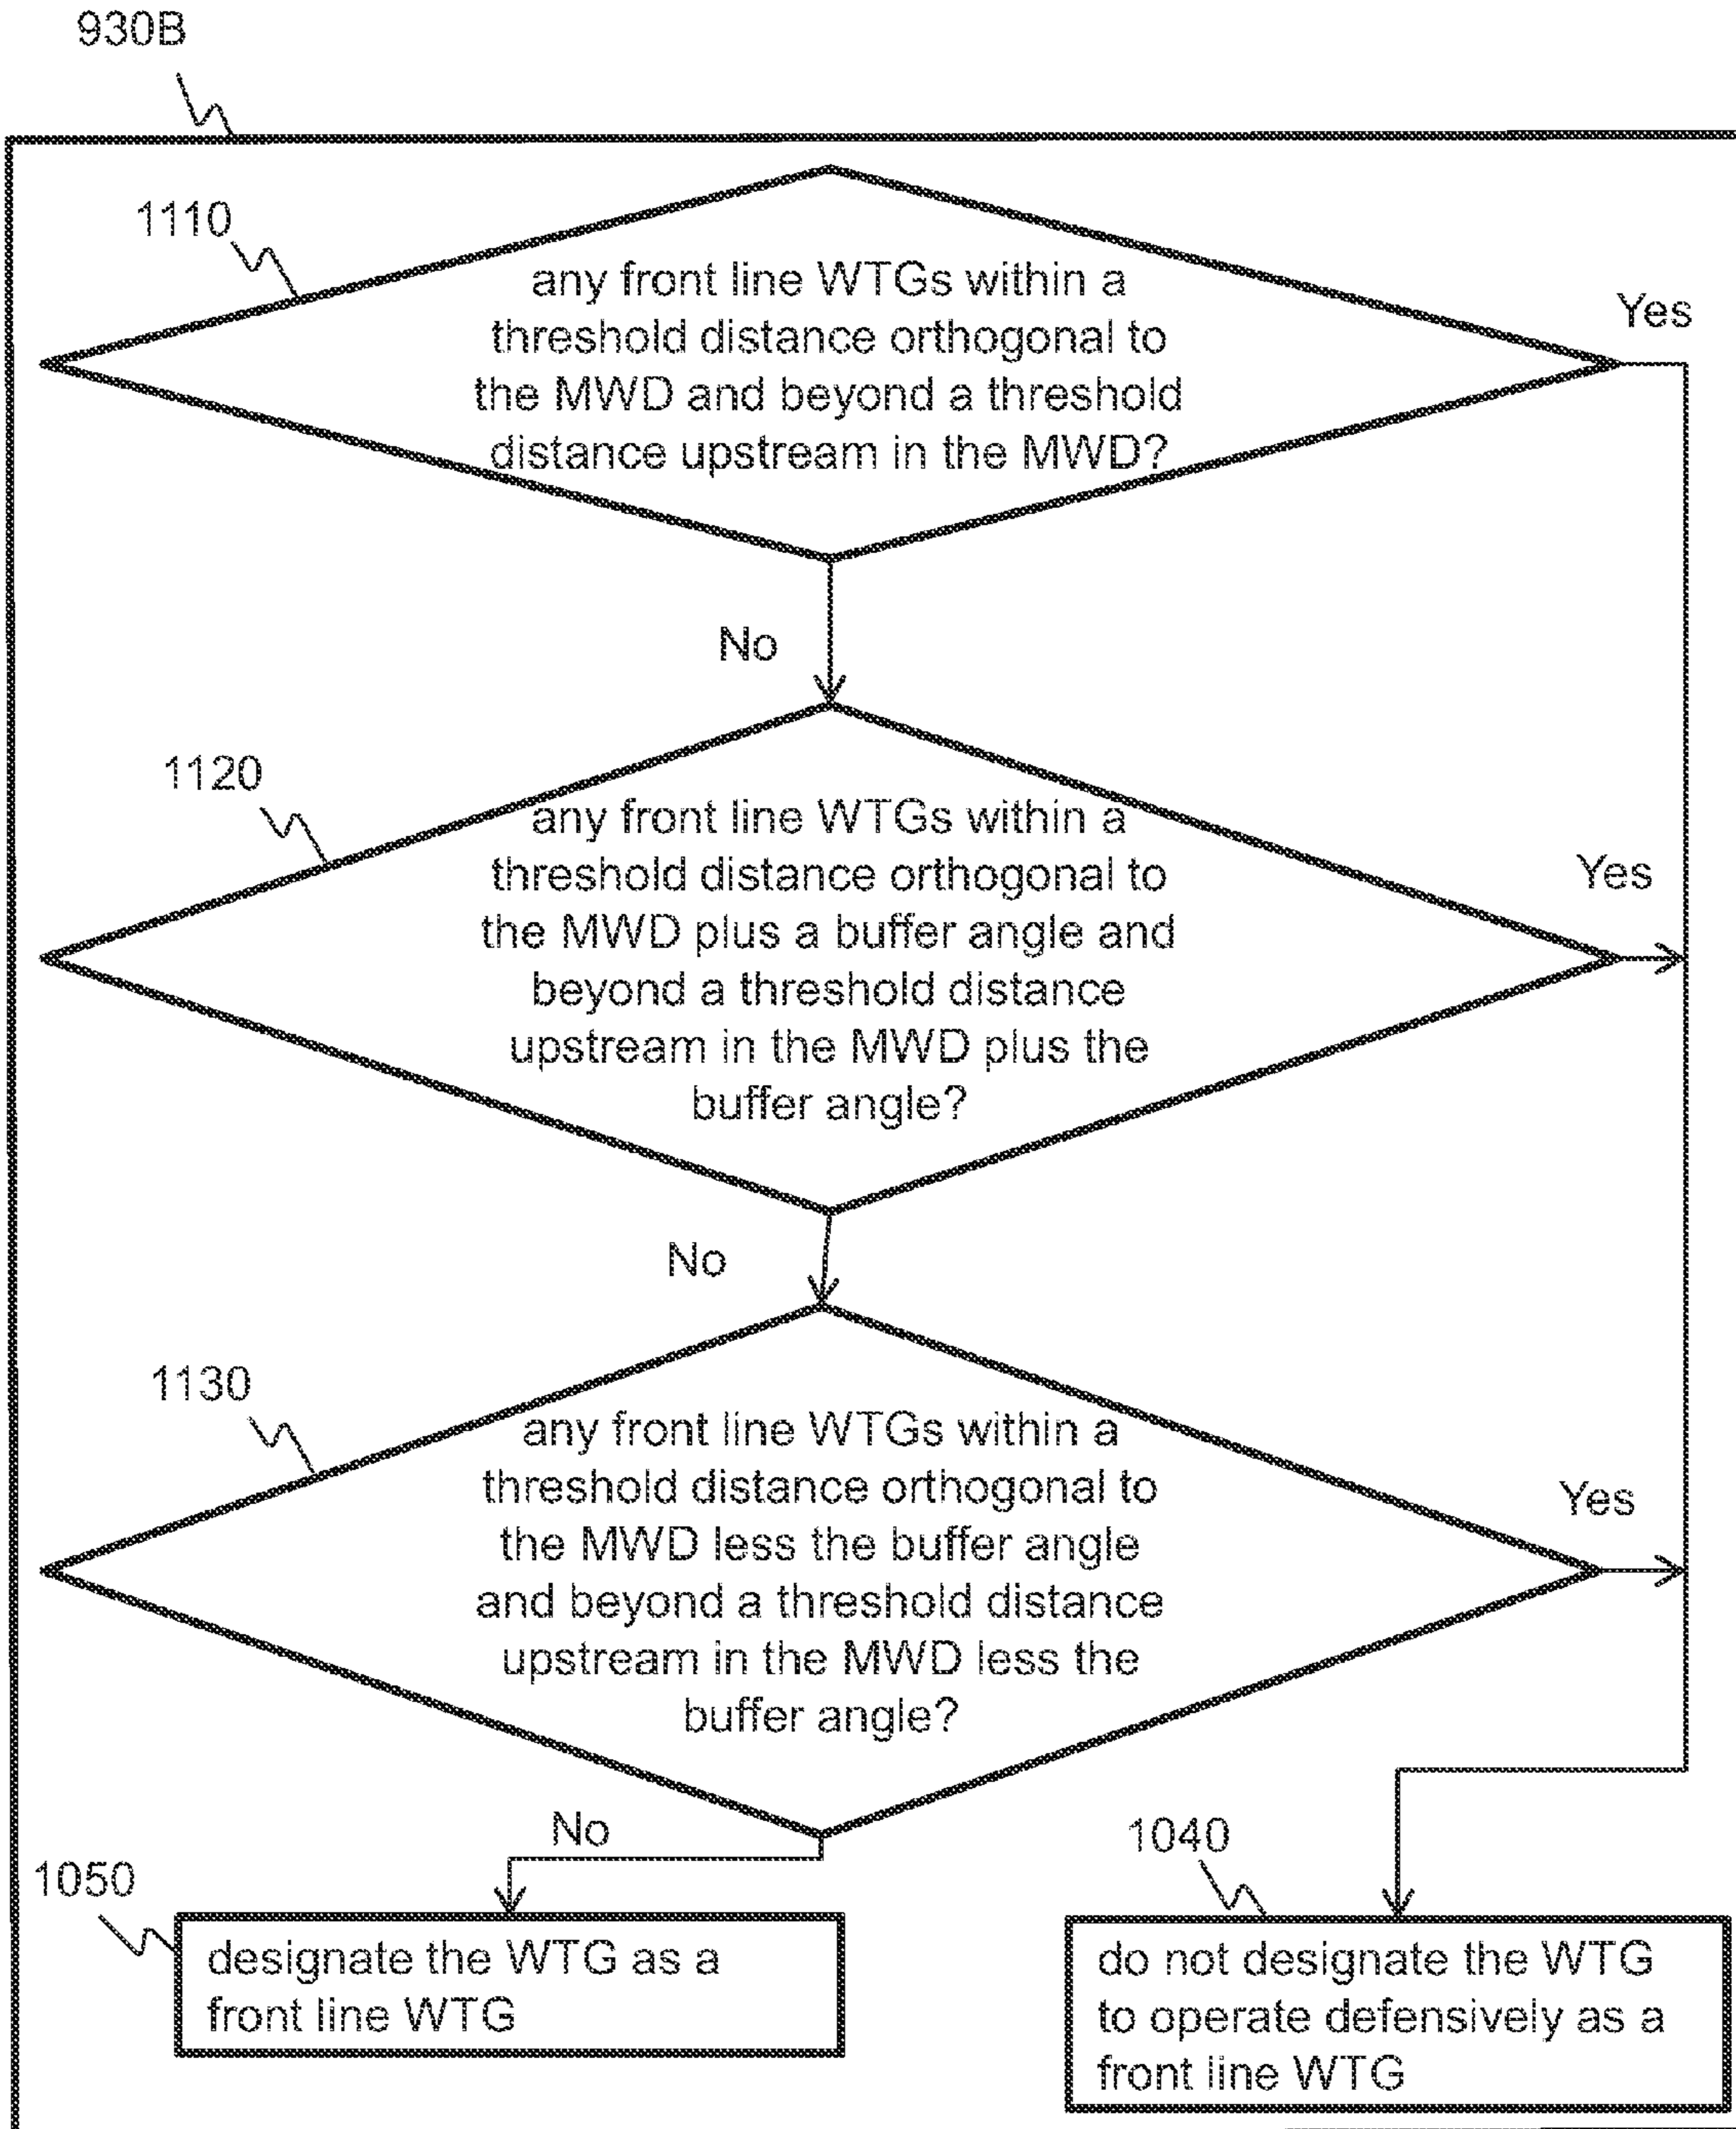 930B
1110
any front line WTGs within a
threshold distance orthogonal to
the MWD and beyond a threshold
distance upstream in the MWD?
Yes
No
1120
any front line WTGs within a
threshold distance orthogonal to
the MWD plus a buffer angle and
beyond a threshold distance
upstream in the MWD plus the
buffer angle?
Yes
No
1130
any front line WTGs within a
threshold distance orthogonal to
the MWD less the buffer angle
and beyond a threshold distance
upstream in the MWD less the
buffer angle?
Yes
No
1050
designate the WTG as a
front line WTG
1040
do not designate the WTG
to operate defensively as a
front line WTG